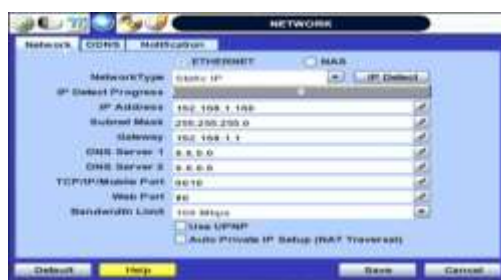 NETWORK
Network DDNS Notification
ETHERNET NAS
NetworkType Static IP IP Detect
IP Detect Progress
IP Address 192.168.1.160
Subnet Mask 255.255.255.0
Gateway 192.168.1.1
DNS Server 1
DNS Server 2
TCP/IP/Mobile Port
Web Port 80
Bandwidth Limit 100 Mbps
Use UPNP
Auto Private IP Setup (NAT Traversal)
Default Help Save Cancel